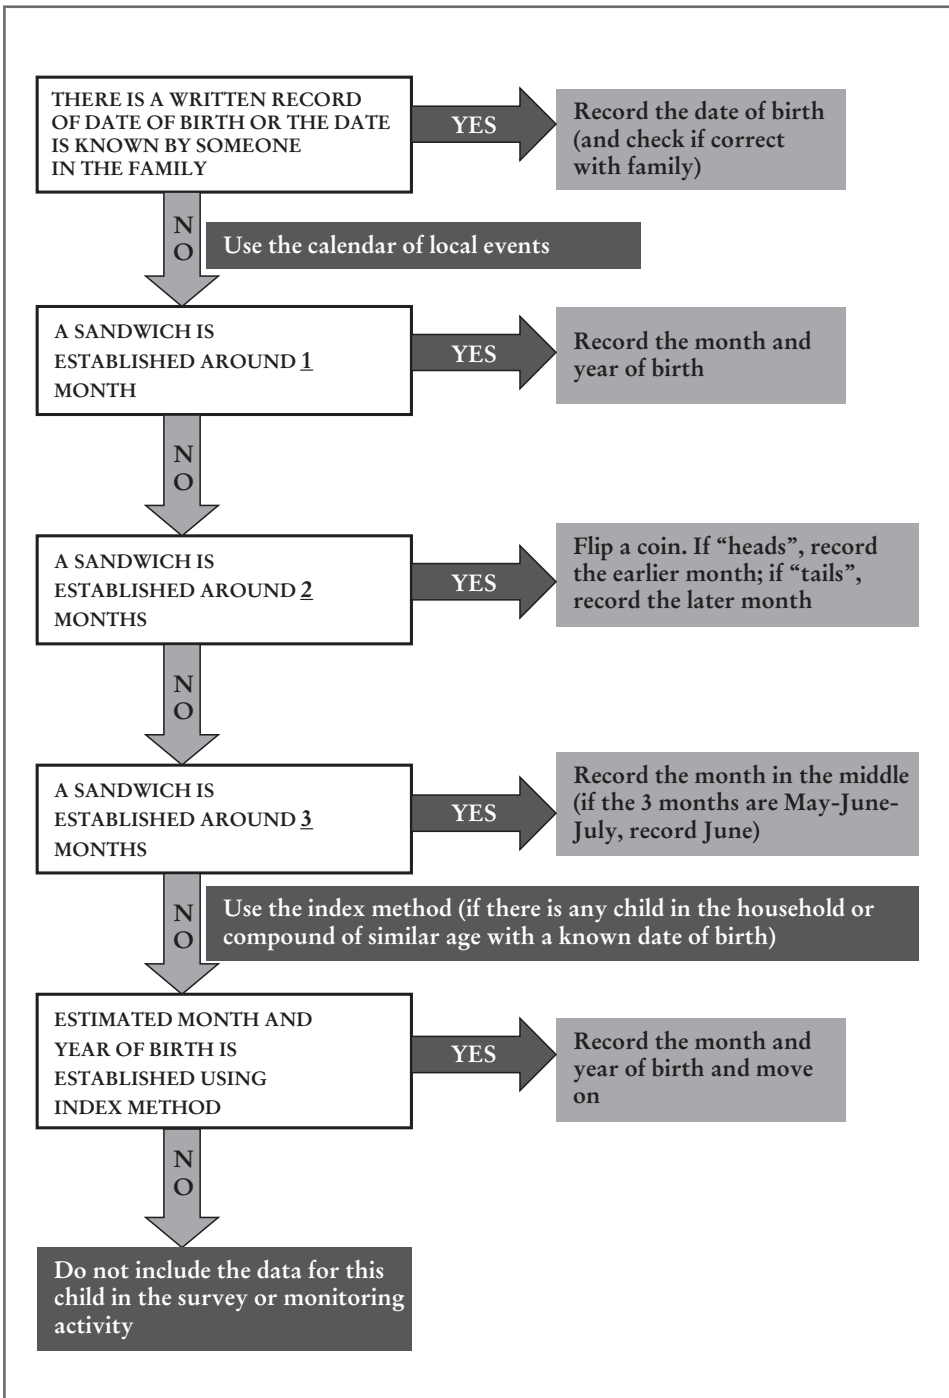 THERE IS A WRITTEN RECORD
OF DATE OF BIRTH OR THE DATE
IS KNOWN BY SOMEONE
IN THE FAMILY
YES
Record the date of birth
(and check if correct
with family)
N
O
Use the calendar of local events
A SANDWICH IS
ESTABLISHED AROUND 1
MONTH
YES
Record the month and
year of birth
N
O
A SANDWICH IS
ESTABLISHED AROUND 2
MONTHS
YES
Flip a coin. If “heads”, record
the earlier month; if “tails”,
record the later month
N
O
A SANDWICH IS
ESTABLISHED AROUND 3
MONTHS
YES
Record the month in the middle
(if the 3 months are May-June-
July, record June)
N
O
Use the index method (if there is any child in the household or
compound of similar age with a known date of birth)
ESTIMATED MONTH AND
YEAR OF BIRTH IS
ESTABLISHED USING
INDEX METHOD
YES
Record the month and
year of birth and move
on
N
O
Do not include the data for this
child in the survey or monitoring
activity